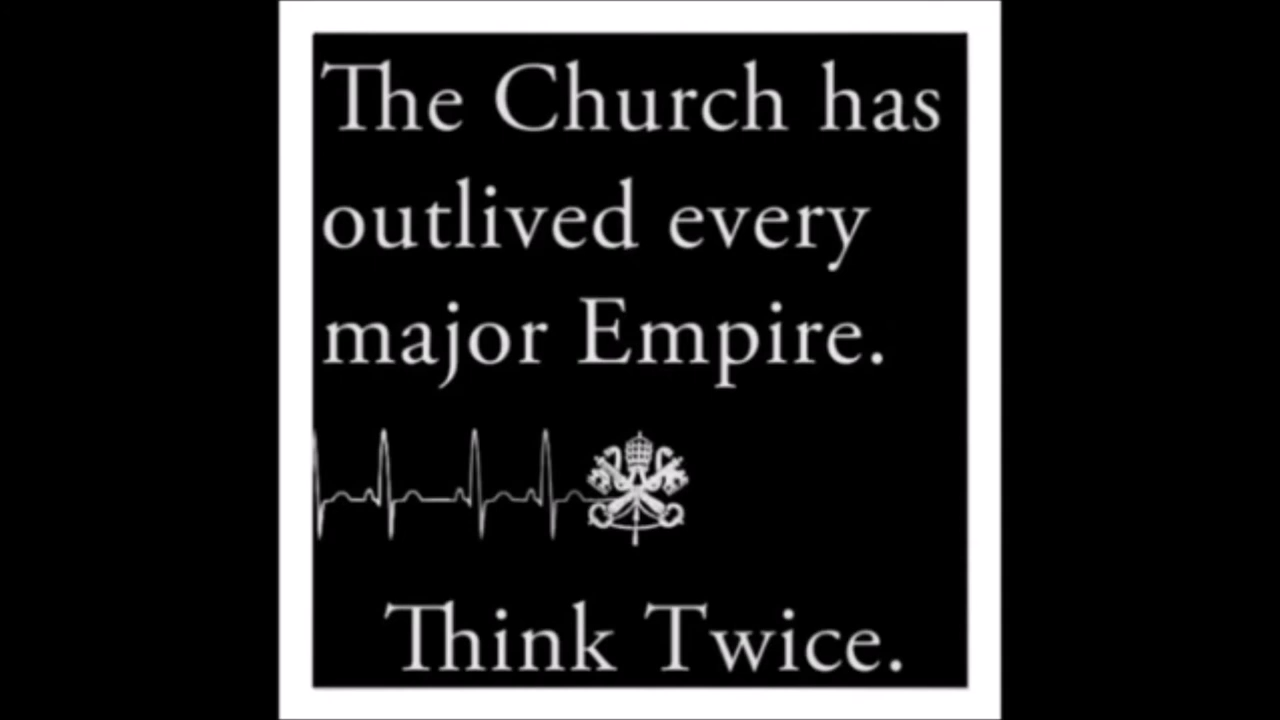 The Church has
outlived every
major Empire.
Think Twice.